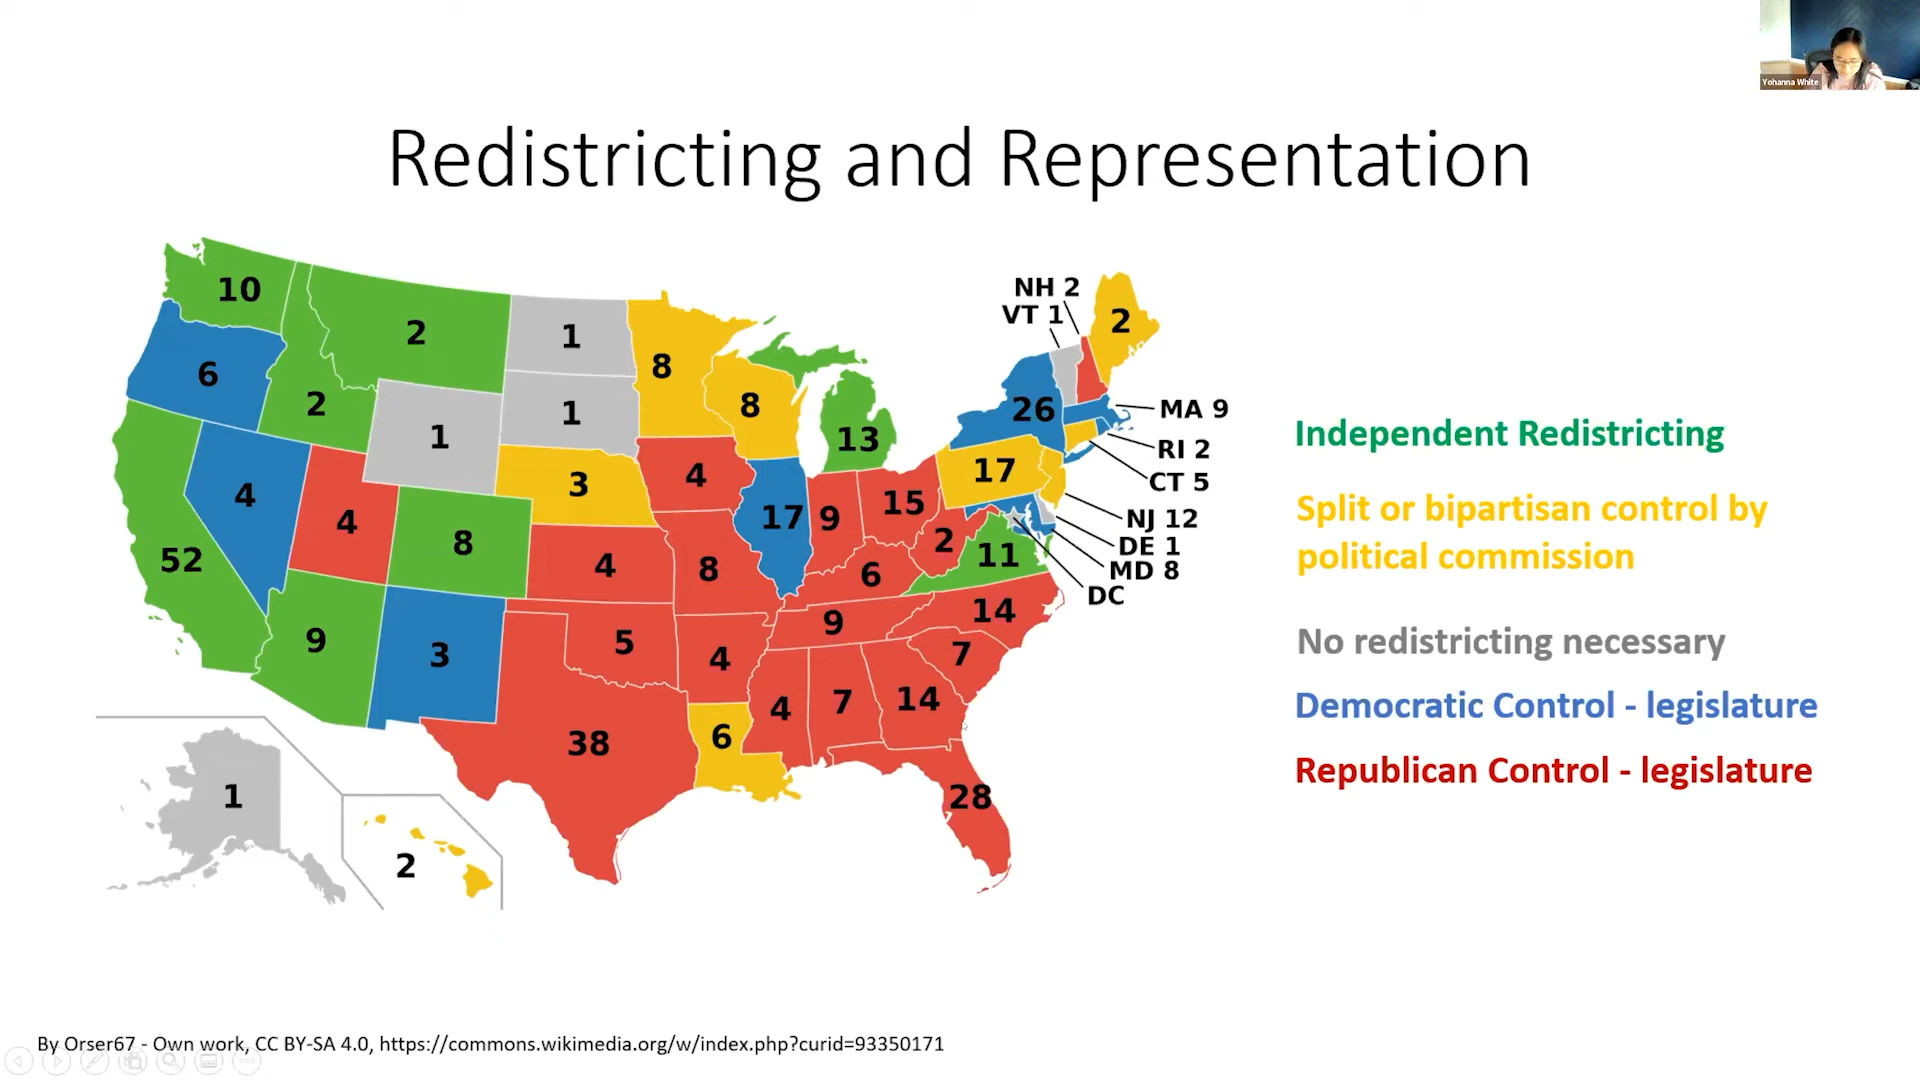 Yohanna White
Redistricting and Representation
10
2
1
8
NH 2
VT 1
2
6
2
1
1
8
13
26
MA 9
RI 2
CT 5
4
4
8
3
4
17
9
15
17
NJ 12
DE 1
MD 8
DC
52
4
8
6
2
11
9
3
5
4
9
14
7
38
6
4
7
14
28
1
2
Independent Redistricting
Split or bipartisan control by
political commission
No redistricting necessary
Democratic Control - legislature
Republican Control - legislature
By Orser67 - Own work, CC BY-SA 4.0, https://commons.wikimedia.org/w/index.php?curid=93350171